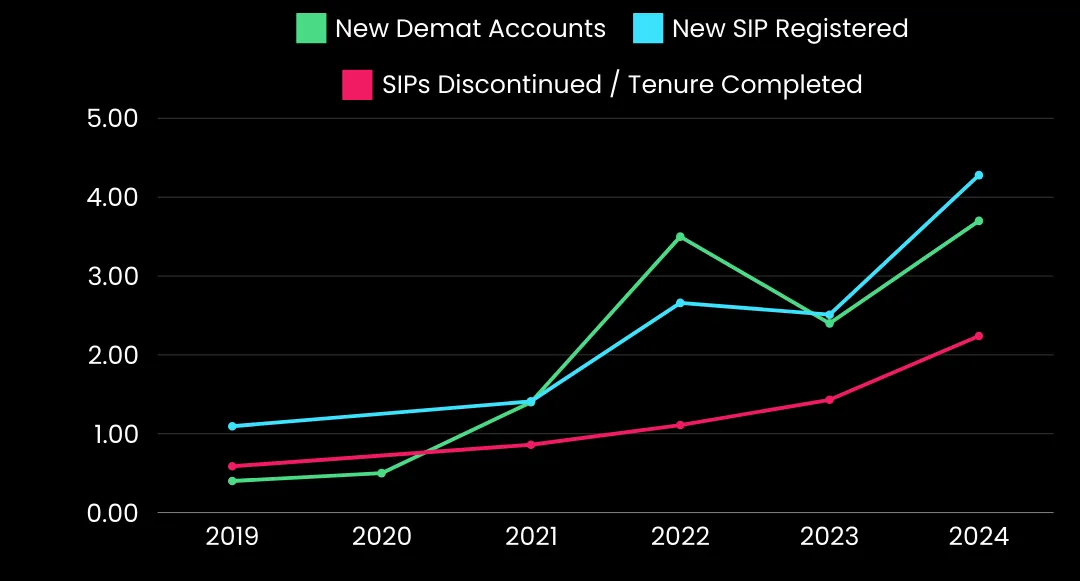 New Demat Accounts New SIP Registered
SIPs Discontinued / Tenure Completed
5.00
4.00
3.00
2.00
1.00
0.00
2019 2020 2021 2022 2023 2024